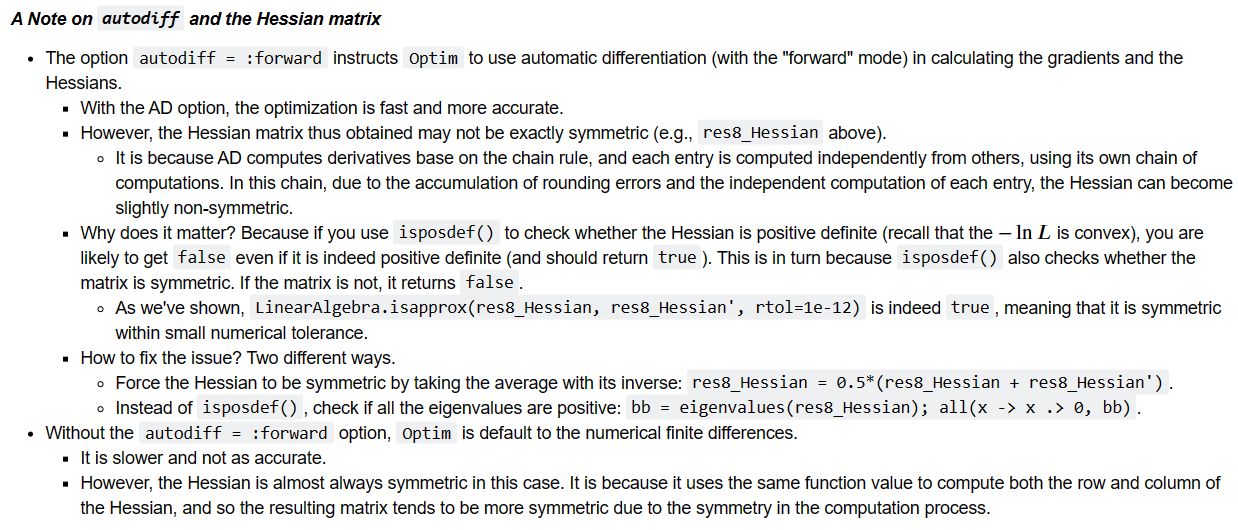 A Note on autodiff and the Hessian matrix
• The option autodiff = :forward instructs Optim to use automatic differentiation (with the "forward" mode) in calculating the gradients and the
Hessians.
▪ With the AD option, the optimization is fast and more accurate.
▪ However, the Hessian matrix thus obtained may not be exactly symmetric (e.g., res8_Hessian above).
◦ It is because AD computes derivatives base on the chain rule, and each entry is computed independently from others, using its own chain of
computations. In this chain, due to the accumulation of rounding errors and the independent computation of each entry, the Hessian can become
slightly non-symmetric.
▪ Why does it matter? Because if you use isposdef() to check whether the Hessian is positive definite (recall that the − ln L is convex), you are
likely to get false even if it is indeed positive definite (and should return true ). This is in turn because isposdef() also checks whether the
matrix is symmetric. If the matrix is not, it returns false .
◦ As we've shown, LinearAlgebra.isapprox(res8_Hessian, res8_Hessian', rtol=1e-12) is indeed true , meaning that it is symmetric
within small numerical tolerance.
▪ How to fix the issue? Two different ways.
◦ Force the Hessian to be symmetric by taking the average with its inverse: res8_Hessian = 0.5*(res8_Hessian + res8_Hessian') .
◦ Instead of isposdef() , check if all the eigenvalues are positive: bb = eigenvalues(res8_Hessian); all(x -> x .> 0, bb) .
• Without the autodiff = :forward option, Optim is default to the numerical finite differences.
▪ It is slower and not as accurate.
▪ However, the Hessian is almost always symmetric in this case. It is because it uses the same function value to compute both the row and column of
the Hessian, and so the resulting matrix tends to be more symmetric due to the symmetry in the computation process.